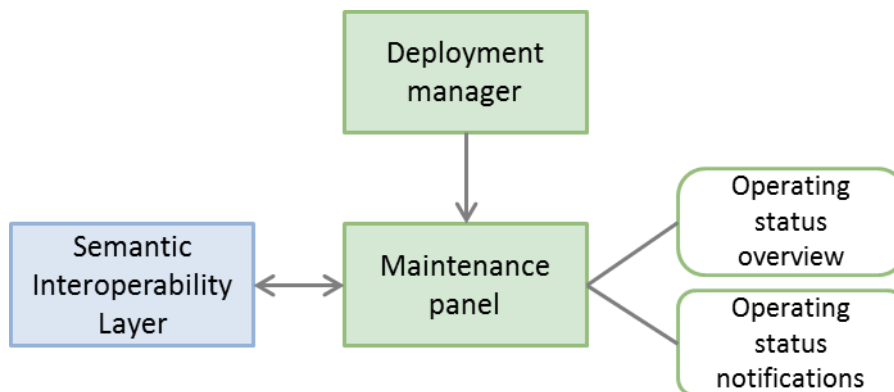 Deployment
manager
Semantic
Interoperability
Layer
Maintenance
panel
Operating
status
overview
Operating
status
notifications